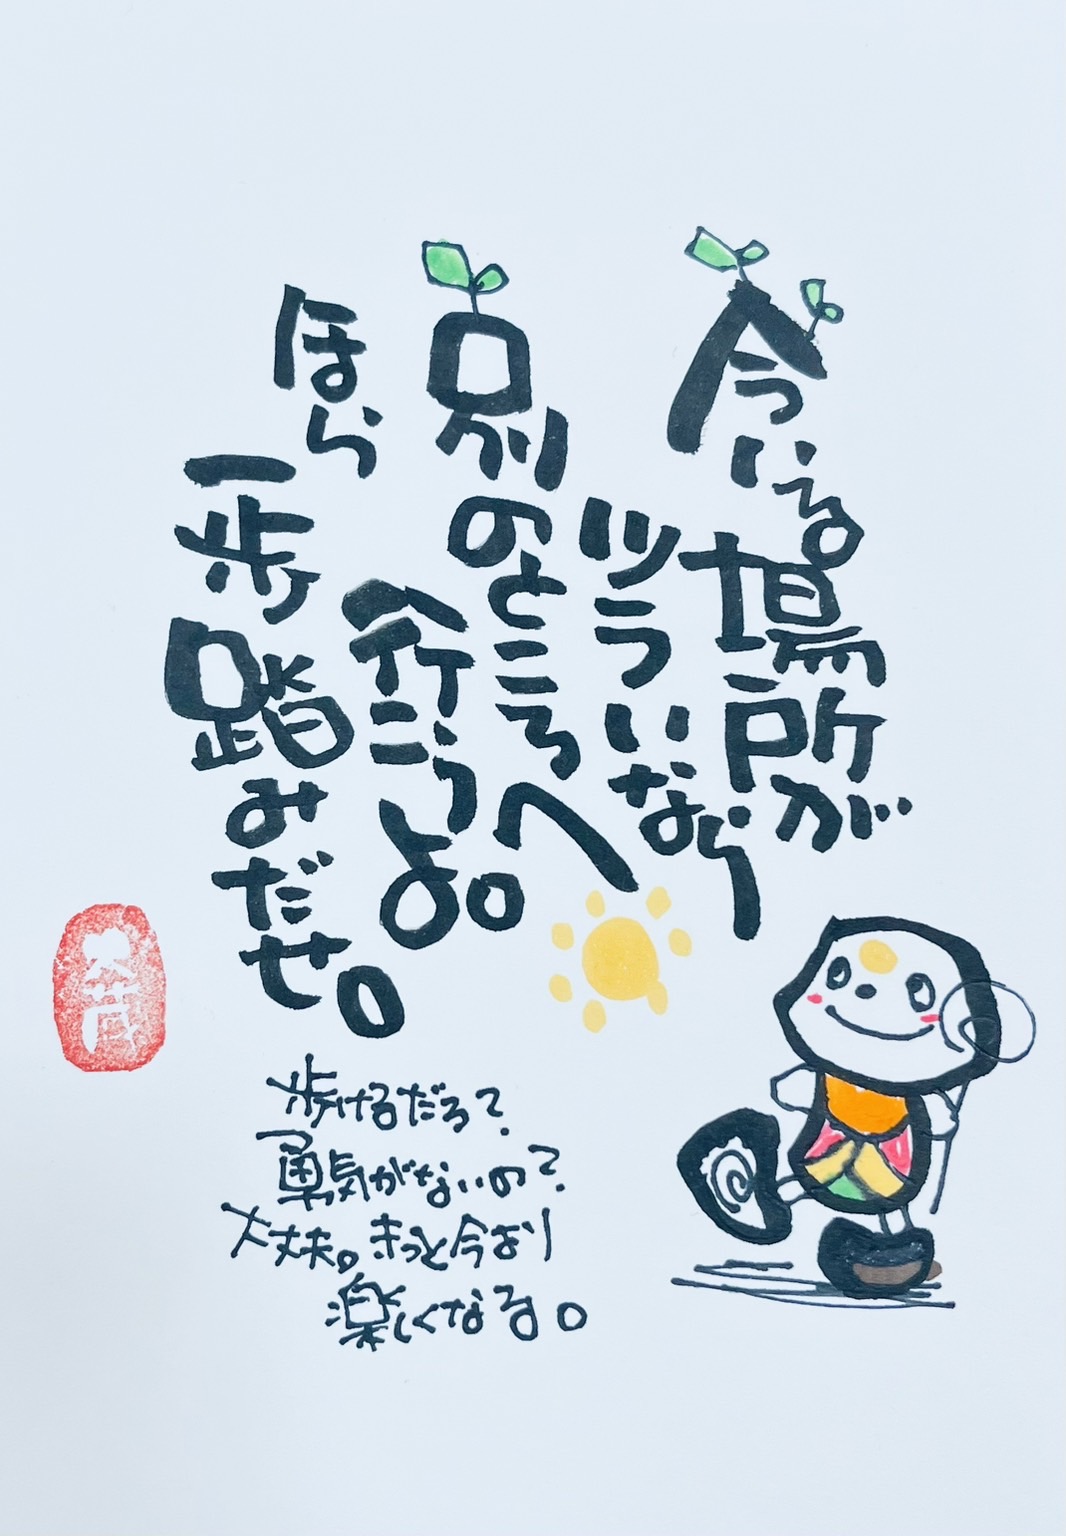 今いる場所が
ツラいなら
別のところへ
行こうよ。
ほら
一歩
踏みだせ。
歩けるだろ？
勇気がないの？
大丈夫。きっと今より
楽しくなる。